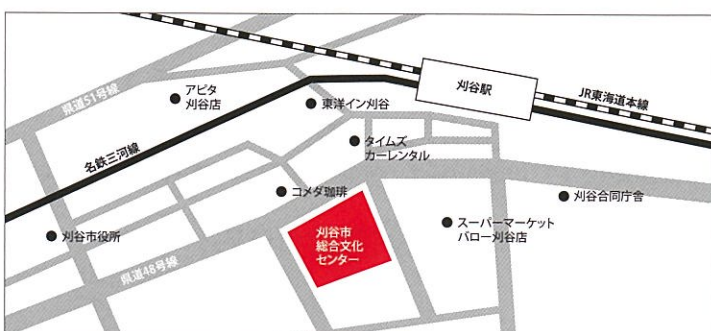 県道51号線
アピタ
刈谷店
東洋イン刈谷
刈谷駅
JR東海道本線
名鉄三河線
タイムズ
カーレンタル
コメダ珈琲
刈谷合同庁舎
刈谷市役所
刈谷市
総合文化
センター
スーパーマーケット
バロー刈谷店
県道48号線